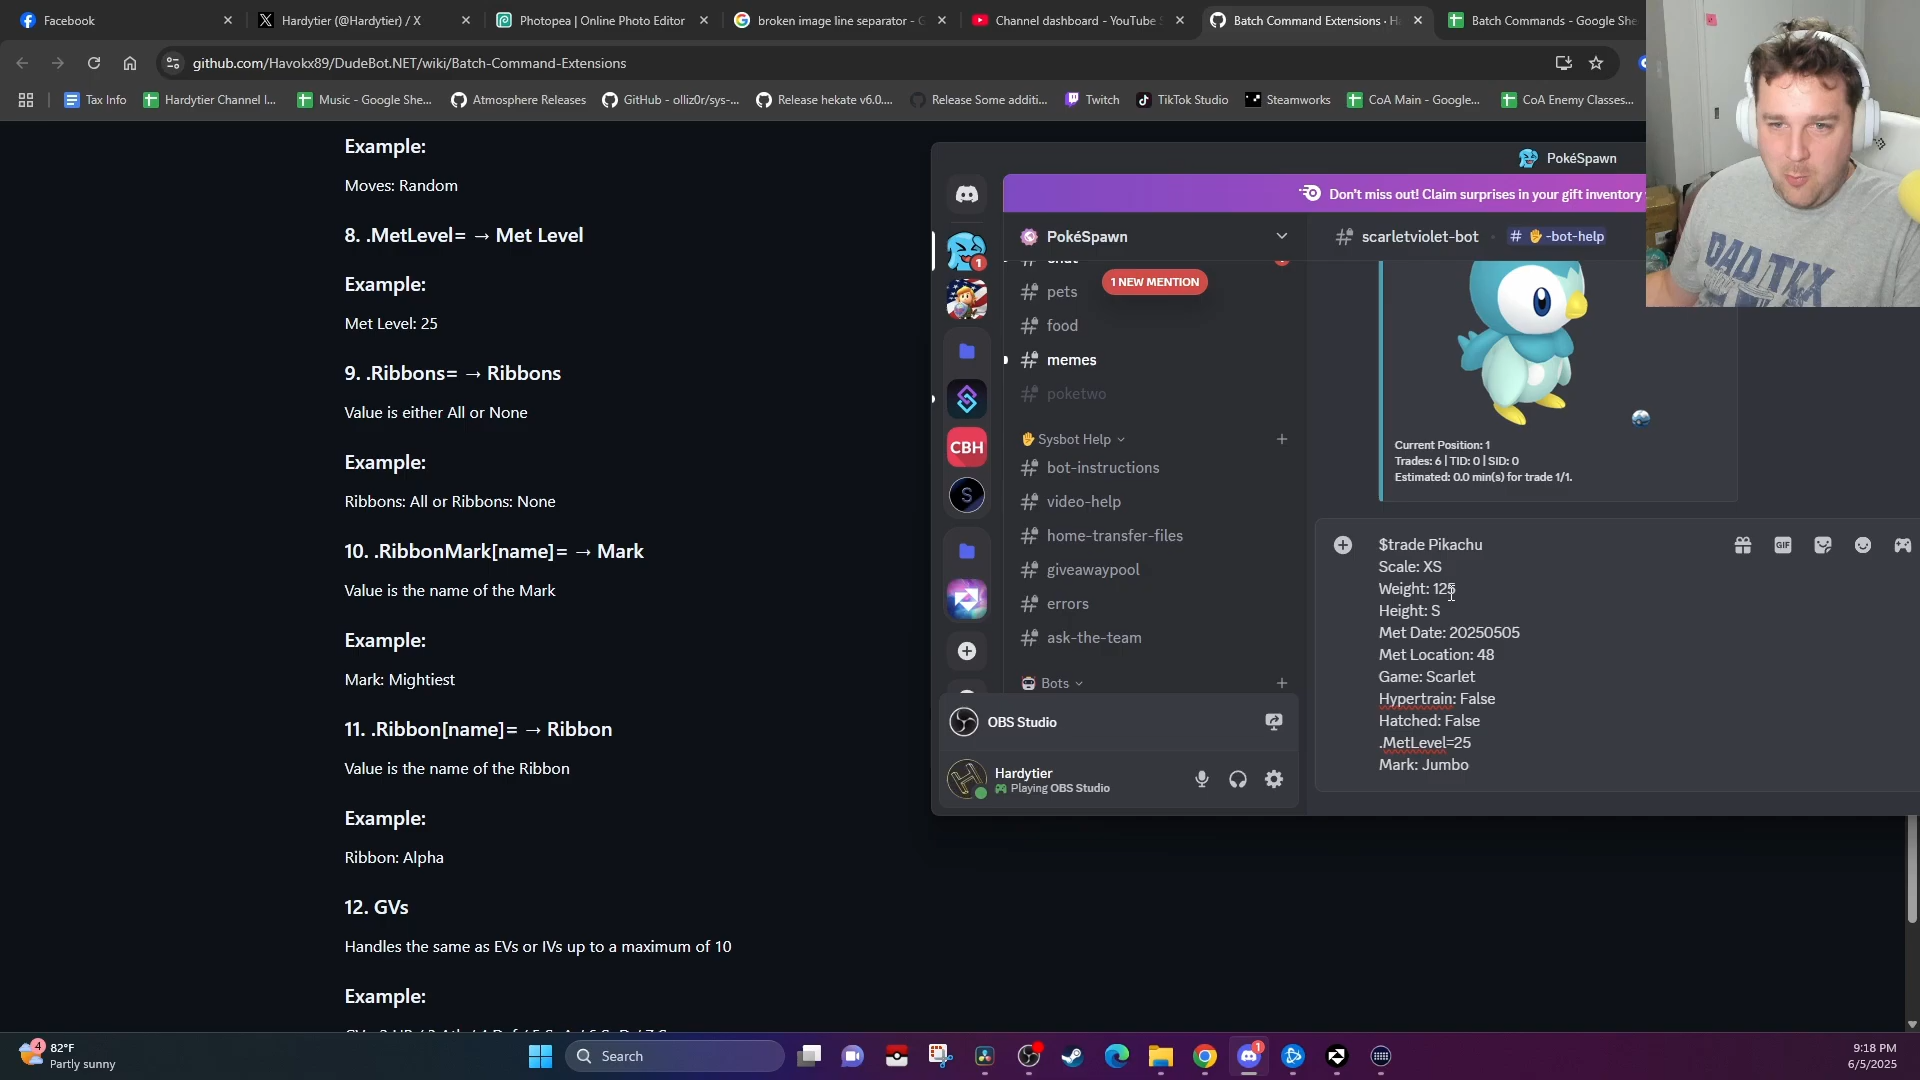 Facebook
Hardytier (@Hardytier) / X
Photopea | Online Photo Editor
broken image line separator - G
Channel dashboard - YouTube S
Batch Command Extensions · H
Batch Commands - Google She
github.com/Havokx89/DudeBot.NET/wiki/Batch-Command-Extensions
Tax Info
Hardytier Channel I...
Music - Google She...
Atmosphere Releases
GitHub - olliz0r/sys-...
Release hekate v6.0....
Release Some additi...
Twitch
TikTok Studio
Steamworks
CoA Main - Google...
CoA Enemy Classes...
Example:
Moves: Random
8. .MetLevel= → Met Level
Example:
Met Level: 25
9. .Ribbons= → Ribbons
Value is either All or None
Example:
Ribbons: All or Ribbons: None
10. .RibbonMark[name]= → Mark
Value is the name of the Mark
Example:
Mark: Mightiest
11. .Ribbon[name]= → Ribbon
Value is the name of the Ribbon
Example:
Ribbon: Alpha
12. GVs
Handles the same as EVs or IVs up to a maximum of 10
Example:
PokéSpawn
Don't miss out! Claim surprises in your gift inventory
PokéSpawn
scarletviolet-bot
-bot-help
1 NEW MENTION
pets
food
memes
poketwo
Sysbot Help
bot-instructions
video-help
home-transfer-files
giveawaypool
errors
ask-the-team
Bots
CBH
S
OBS Studio
Hardytier
Playing OBS Studio
Current Position: 1
Trades: 6 | TID: 0 | SID: 0
Estimated: 0.0 min(s) for trade 1/1.
$trade Pikachu
Scale: XS
Weight: 125
Height: S
Met Date: 20250505
Met Location: 48
Game: Scarlet
Hypertrain: False
Hatched: False
.MetLevel=25
Mark: Jumbo
GIF
DAD TAX
82°F
Partly sunny
Search
9:18 PM
6/5/2025